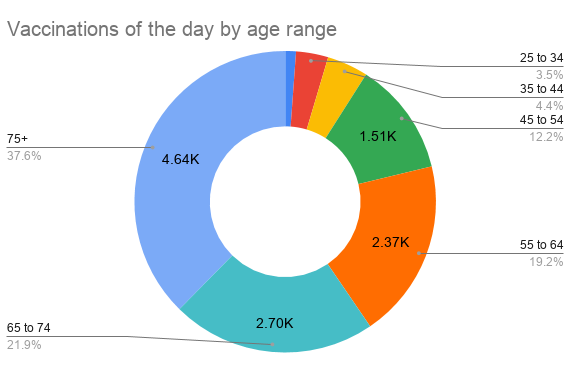 Vaccinations of the day by age range
25 to 34
3.5%
35 to 44
4.4%
45 to 54
12.2%
1.51K
75+
37.6%
4.64K
2.37K
55 to 64
19.2%
2.70K
65 to 74
21.9%